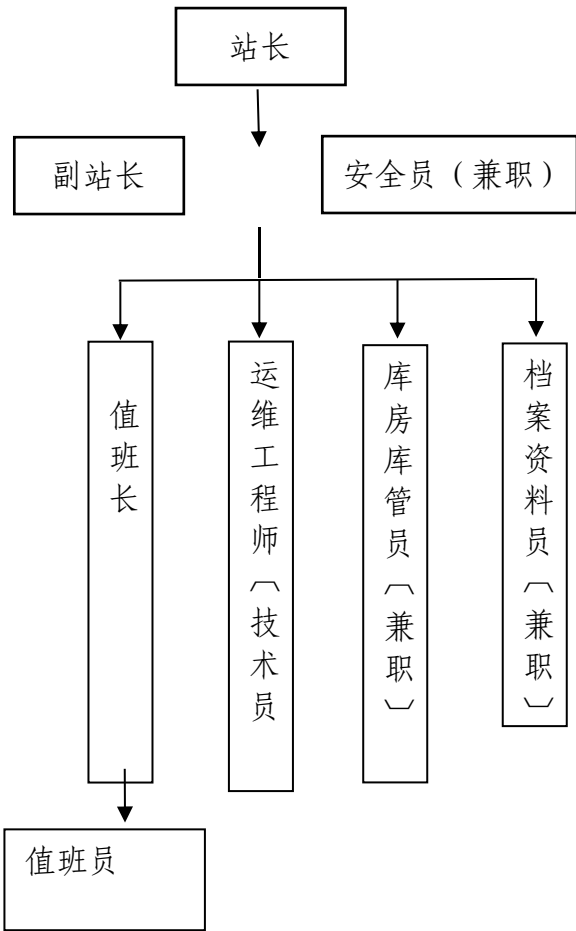 站长
副站长
安全员（兼职）
值班长
运维工程师︹技术员
库房库管员︹兼职︺
档案资料员︹兼职︺
值班员